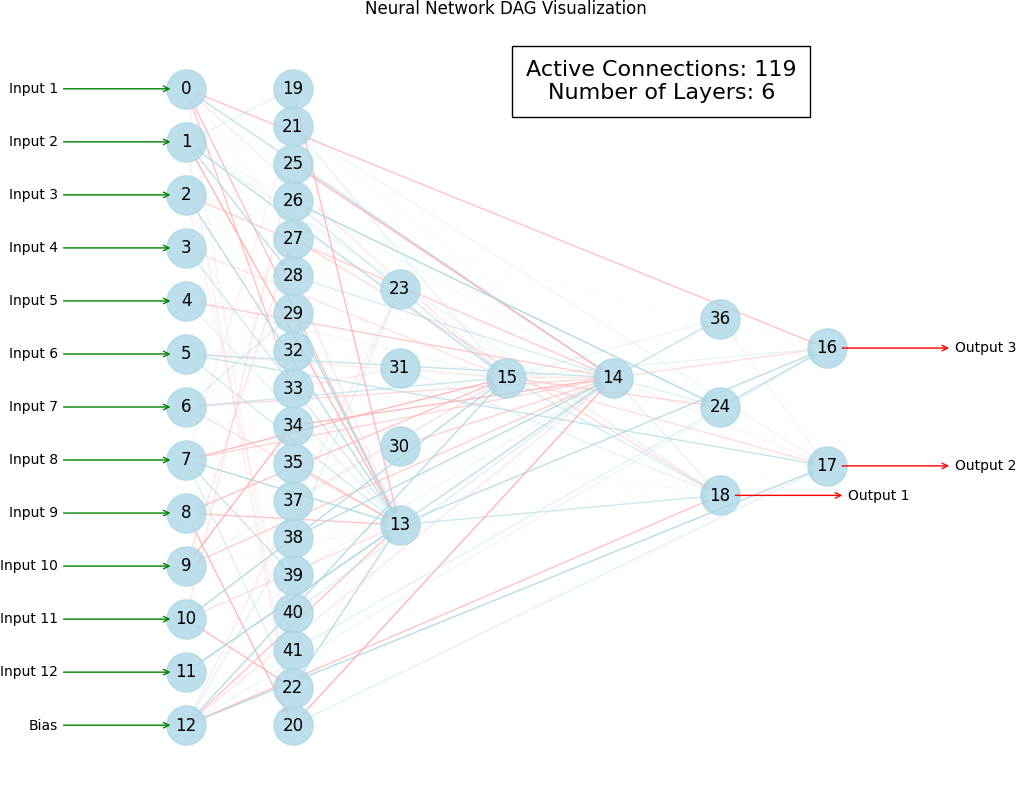 Neural Network DAG Visualization
Active Connections: 119
Number of Layers: 6
Input 1
0
19
Input 2
1
21
25
Input 3
2
26
Input 4
3
27
Input 5
4
28
23
29
36
Input 6
5
32
31
15
14
16
Output 3
Input 7
6
33
24
34
Input 8
7
35
30
17
Output 2
18
Output 1
Input 9
8
37
38
13
Input 10
9
39
Input 11
10
40
41
Input 12
11
22
Bias
12
20